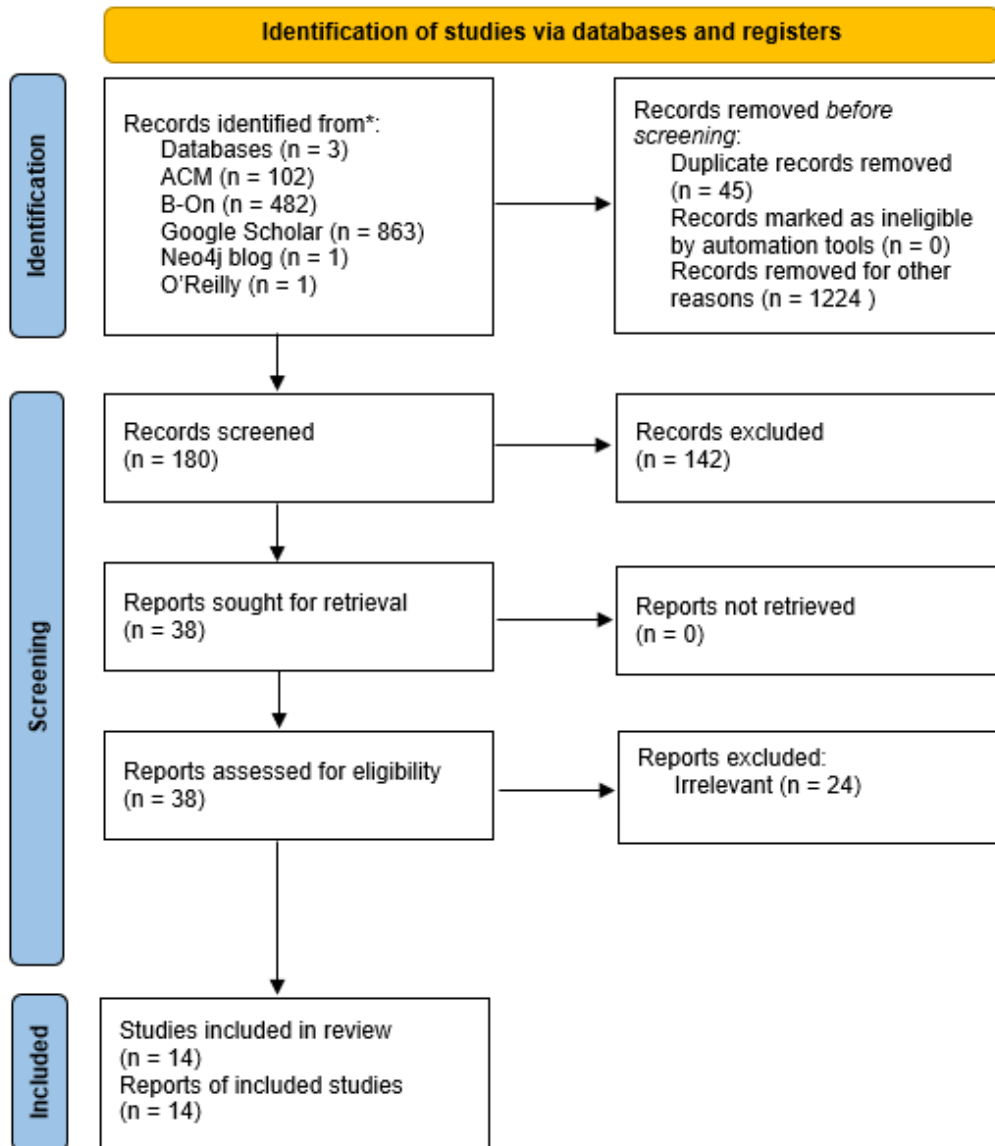 Identification of studies via databases and registers
Identification
Records identified from*:
Databases (n = 3)
ACM (n = 102)
B-On (n = 482)
Google Scholar (n = 863)
Neo4j blog (n = 1)
O'Reilly (n = 1)
Records removed before
screening:
Duplicate records removed
(n = 45)
Records marked as ineligible
by automation tools (n = 0)
Records removed for other
reasons (n = 1224 )
Screening
Records screened
(n = 180)
Records excluded
(n = 142)
Reports sought for retrieval
(n = 38)
Reports not retrieved
(n = 0)
Reports assessed for eligibility
(n = 38)
Reports excluded:
Irrelevant (n = 24)
Included
Studies included in review
(n = 14)
Reports of included studies
(n = 14)